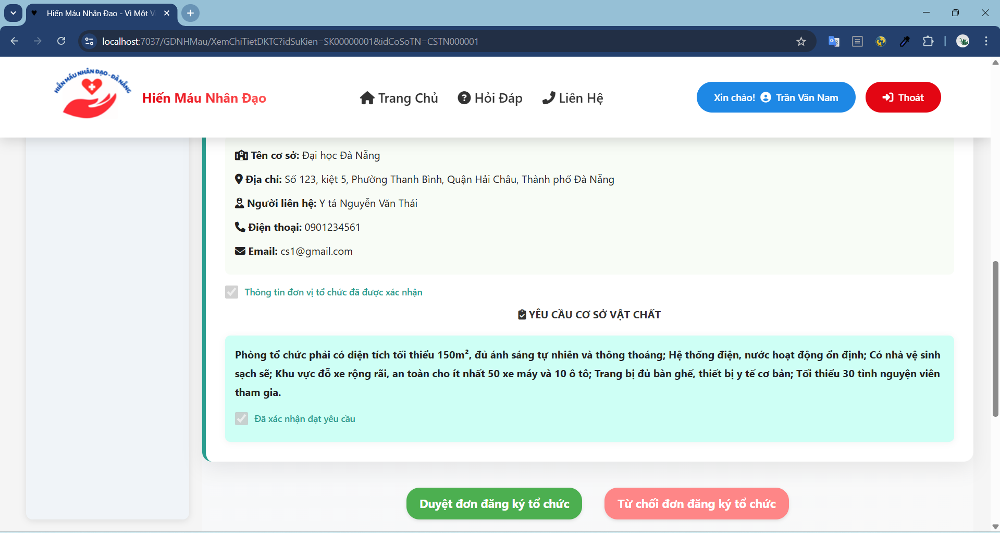 Hiến Máu Nhân Đạo - Vì Một V
localhost:7037/GDNHMau/XemChiTietDKTC?idSuKien=SK00000001&idCoSoTN=CSTN000001
HIẾN MÁU NHÂN ĐẠO - ĐÀ NẴNG
Hiến Máu Nhân Đạo
Trang Chủ
Hỏi Đáp
Liên Hệ
Xin chào! Trần Văn Nam
Thoát
Tên cơ sở: Đại học Đà Nẵng
Địa chỉ: Số 123, kiệt 5, Phường Thanh Bình, Quận Hải Châu, Thành phố Đà Nẵng
Người liên hệ: Y tá Nguyễn Văn Thái
Điện thoại: 0901234561
Email: cs1@gmail.com
Thông tin đơn vị tổ chức đã được xác nhận
YÊU CẦU CƠ SỞ VẬT CHẤT
Phòng tổ chức phải có diện tích tối thiểu 150m², đủ ánh sáng tự nhiên và thông thoáng; Hệ thống điện, nước hoạt động ổn định; Có nhà vệ sinh
sạch sẽ; Khu vực đỗ xe rộng rãi, an toàn cho ít nhất 50 xe máy và 10 ô tô; Trang bị đủ bàn ghế, thiết bị y tế cơ bản; Tối thiểu 30 tình nguyện viên
tham gia.
Đã xác nhận đạt yêu cầu
Duyệt đơn đăng ký tổ chức
Từ chối đơn đăng ký tổ chức